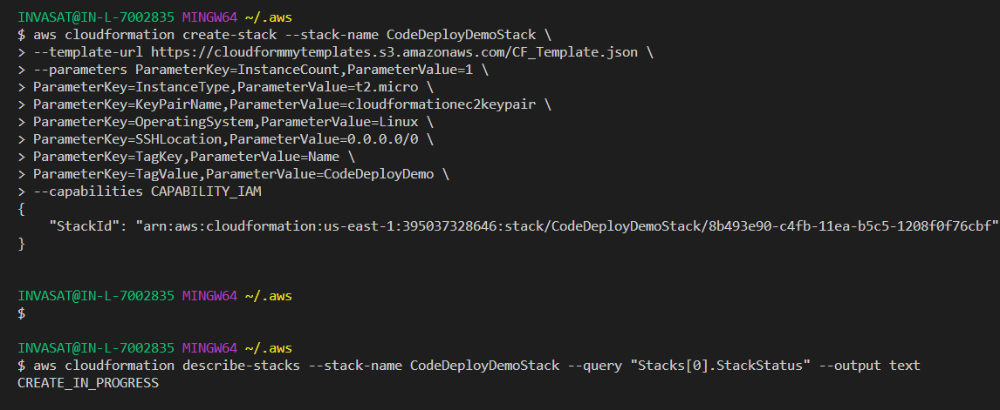 INVASAT@IN-L-7002835 MINGW64 ~/.aws
$ aws cloudformation create-stack --stack-name CodeDeployDemoStack \
> --template-url https://cloudformmytemplates.s3.amazonaws.com/CF_Template.json \
> --parameters ParameterKey=InstanceCount,ParameterValue=1 \
> ParameterKey=InstanceType,ParameterValue=t2.micro \
> ParameterKey=KeyPairName,ParameterValue=cloudformationec2keypair \
> ParameterKey=OperatingSystem,ParameterValue=Linux \
> ParameterKey=SSHLocation,ParameterValue=0.0.0.0/0 \
> ParameterKey=TagKey,ParameterValue=Name \
> ParameterKey=TagValue,ParameterValue=CodeDeployDemo \
> --capabilities CAPABILITY_IAM
{
    "StackId": "arn:aws:cloudformation:us-east-1:395037328646:stack/CodeDeployDemoStack/8b493e90-c4fb-11ea-b5c5-1208f0f76cbf"
}
INVASAT@IN-L-7002835 MINGW64 ~/.aws
$
INVASAT@IN-L-7002835 MINGW64 ~/.aws
$ aws cloudformation describe-stacks --stack-name CodeDeployDemoStack --query "Stacks[0].StackStatus" --output text
CREATE_IN_PROGRESS